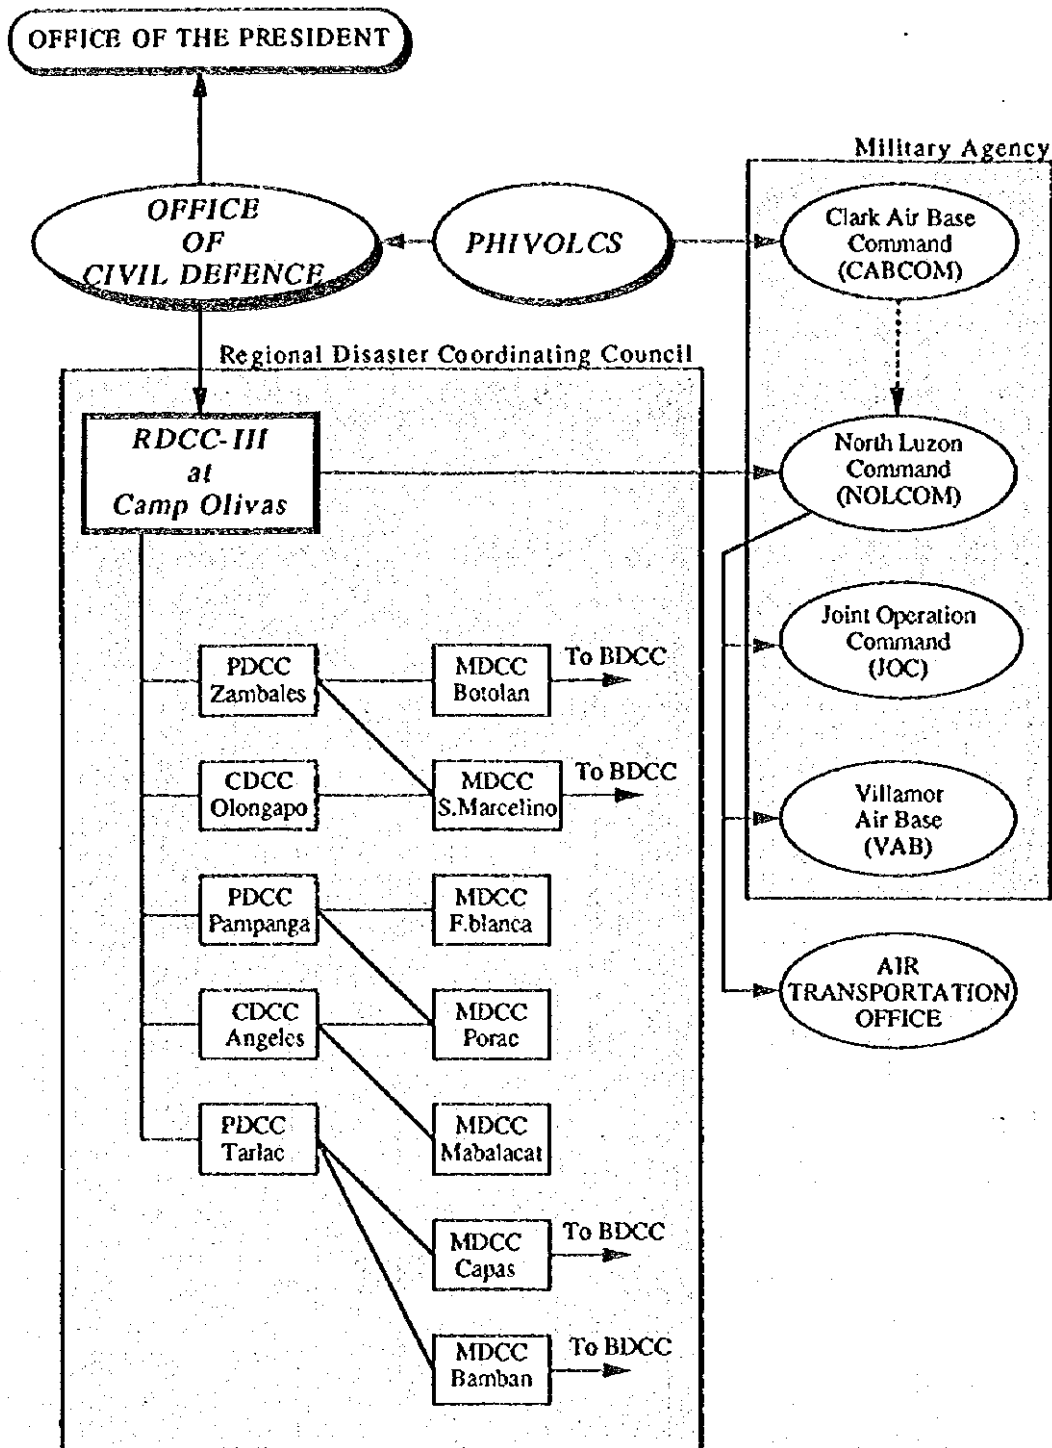 OFFICE OF THE PRESIDENT
Military Agency
OFFICE
OF
CIVIL DEFENCE
PHIVOLCS
Clark Air Base
Command
(CABCOM)
Regional Disaster Coordinating Council
RDCC-III
at
Camp Olivas
North Luzon
Command
(NOLCOM)
PDCC
Zambales
MDCC
Botolan
To BDCC
Joint Operation
Command
(JOC)
CDCC
Olongapo
MDCC
S.Marcelino
To BDCC
Villamor
Air Base
(VAB)
PDCC
Pampanga
MDCC
F.blanca
CDCC
Angeles
MDCC
Porac
AIR
TRANSPORTATION
OFFICE
PDCC
Tarlac
MDCC
Mabalacat
MDCC
Capas
To BDCC
MDCC
Bamban
To BDCC